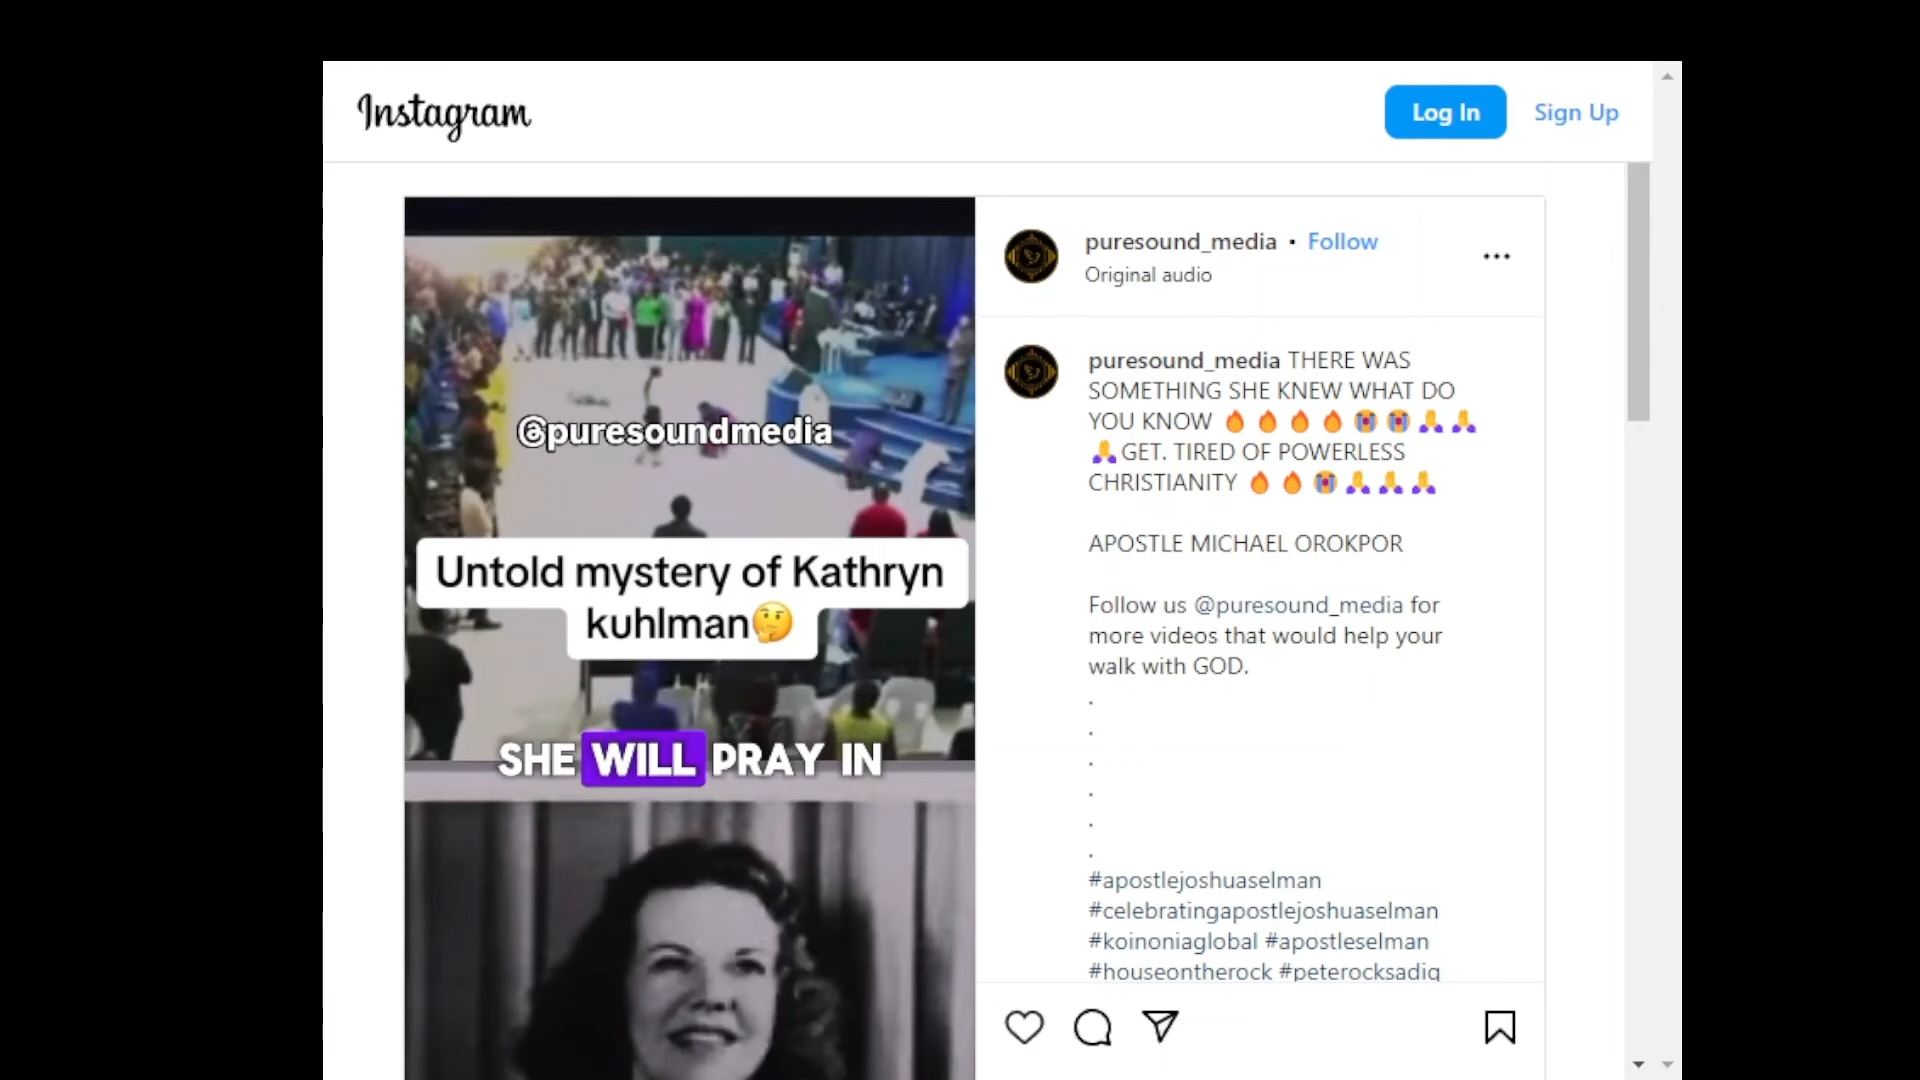 Instagram
Log In
Sign Up
@puresoundmedia
Untold mystery of Kathryn
kuhlman🤔
SHE WILL PRAY IN
puresound_media • Follow
Original audio
puresound_media THERE WAS
SOMETHING SHE KNEW WHAT DO
YOU KNOW 🔥🔥🔥🔥😭😭🙏🙏
🙏GET. TIRED OF POWERLESS
CHRISTIANITY 🔥🔥😭🙏🙏🙏
APOSTLE MICHAEL OROKPOR
Follow us @puresound_media for
more videos that would help your
walk with GOD.
.
.
.
.
.
.
#apostlejoshuaselman
#celebratingapostlejoshuaselman
#koinoniaglobal #apostleselman
#houseontherock #peterocksadiq